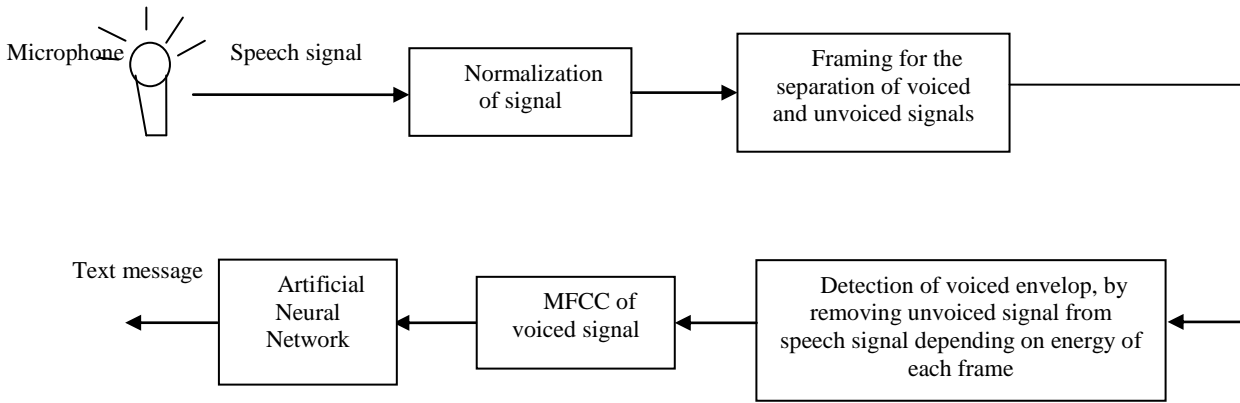 Microphone
Speech signal
Normalization
of signal
Framing for the
separation of voiced
and unvoiced signals
Text message
Artificial
Neural
Network
MFCC of
voiced signal
Detection of voiced envelop, by
removing unvoiced signal from
speech signal depending on energy of
each frame